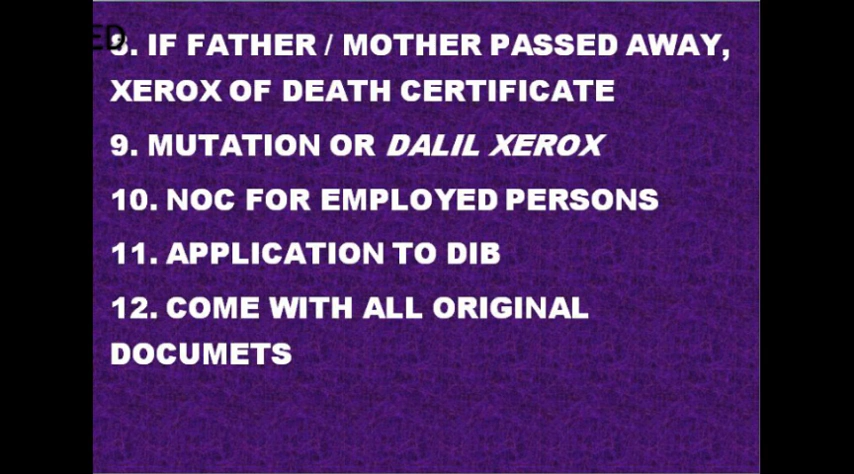 ED
8. IF FATHER / MOTHER PASSED AWAY,
XEROX OF DEATH CERTIFICATE
9. MUTATION OR DALIL XEROX
10. NOC FOR EMPLOYED PERSONS
11. APPLICATION TO DIB
12. COME WITH ALL ORIGINAL
DOCUMETS